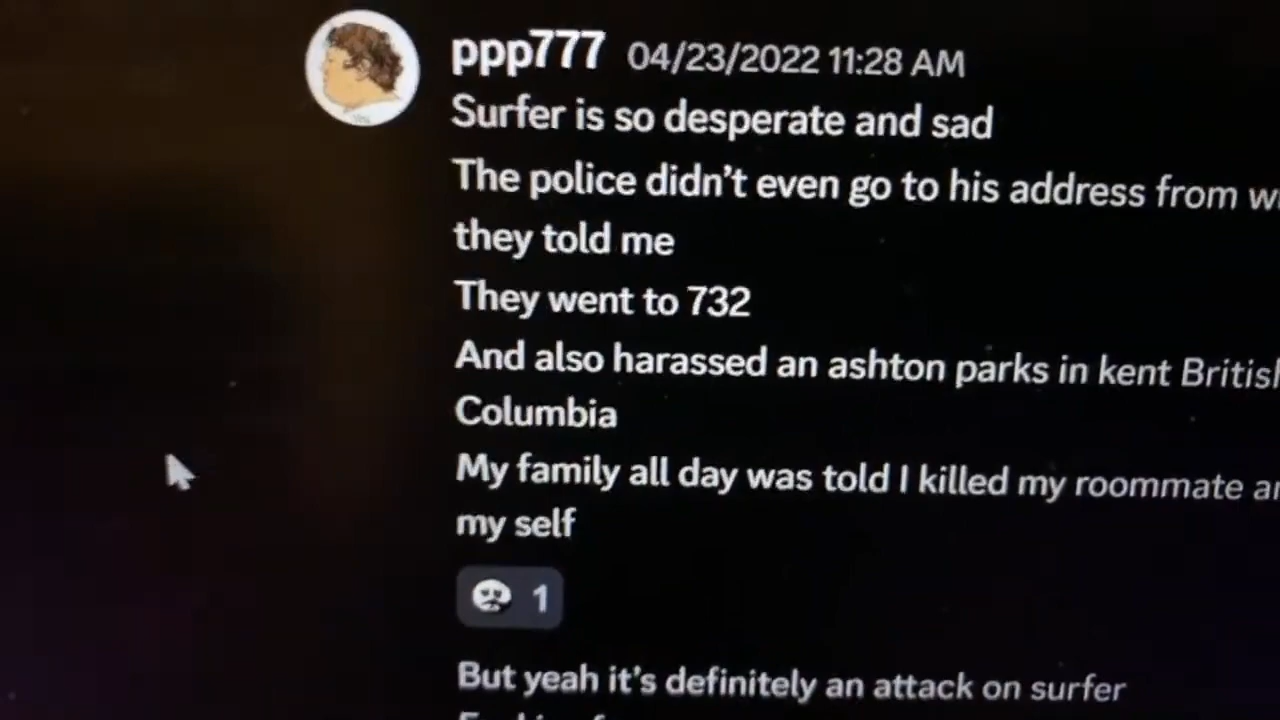 ppp777 04/23/2022 11:28 AM
Surfer is so desperate and sad
The police didn't even go to his address from
they told me
They went to 732
And also harassed an ashton parks in kent British
Columbia
My family all day was told I killed my roommate
my self
1
But yeah it's definitely an attack on surfer